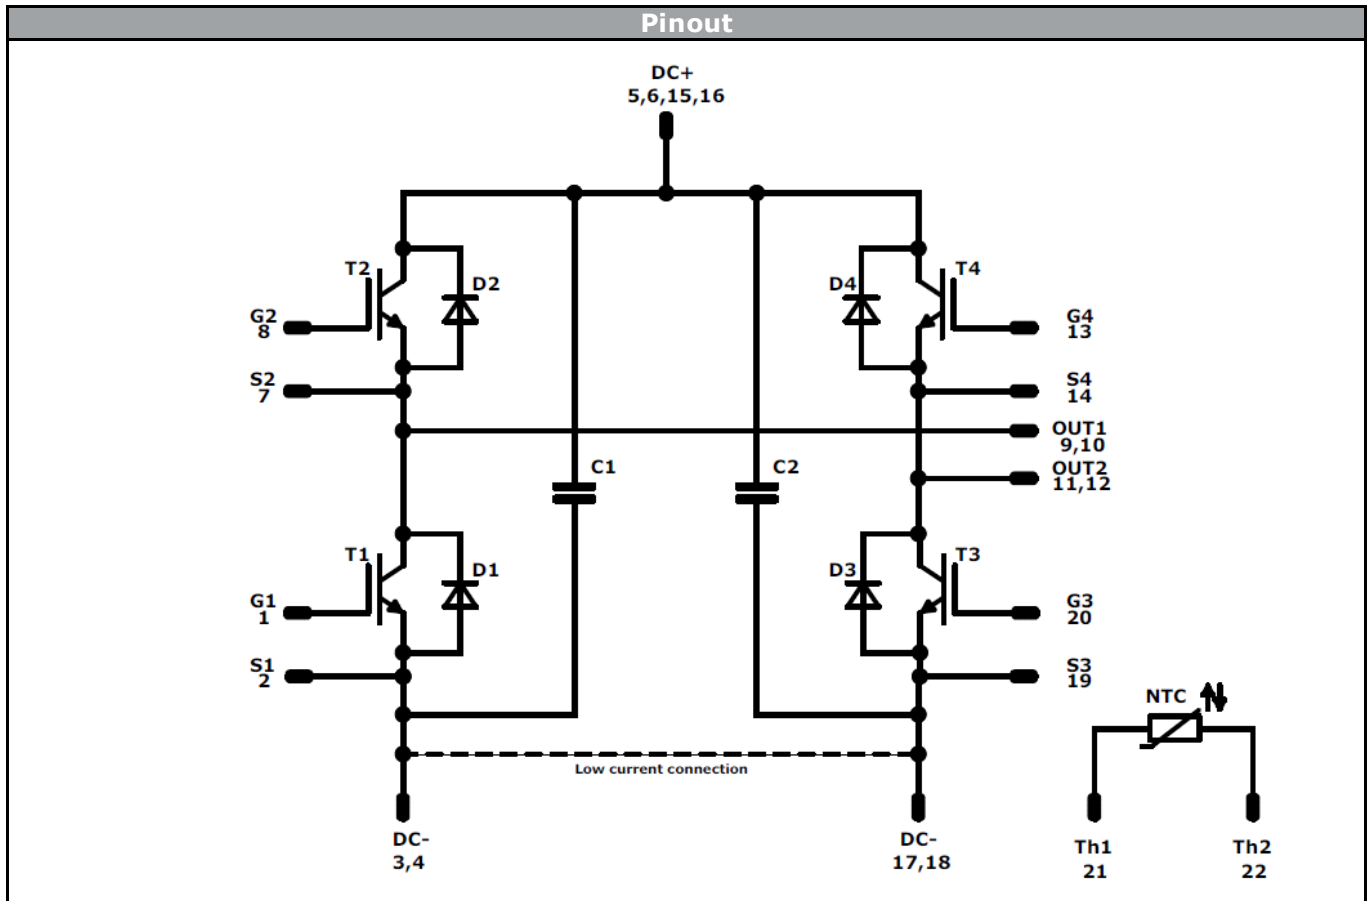 Pinout
DC+
5,6,15,16
T2
D2
D4
T4
G2
8
G4
13
S2
7
S4
14
OUT1
9,10
C1
C2
OUT2
11,12
T1
D1
D3
T3
G1
1
G3
20
S1
2
S3
19
NTC
Low current connection
DC-
3,4
DC-
17,18
Th1
21
Th2
22